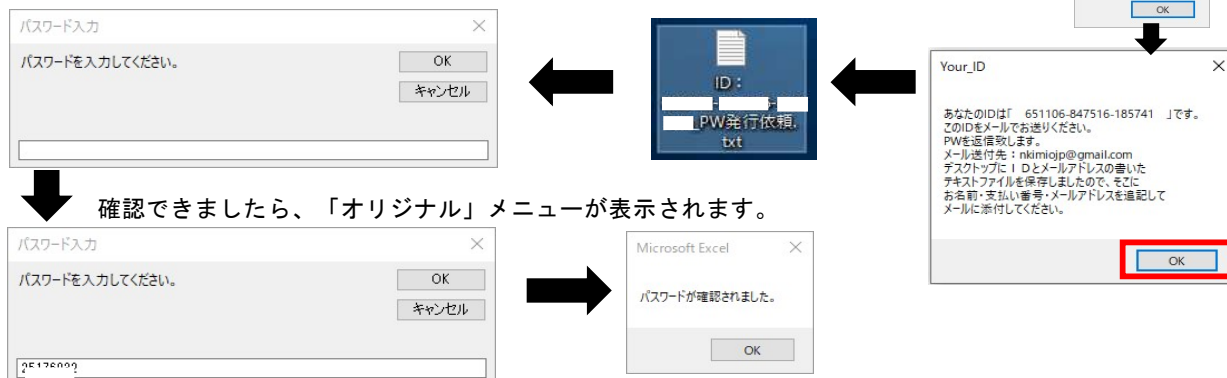 OK
Your_ID
あなたのIDは「　651106-847516-185741　」です。
このIDをメールでお送りください。
PWを返信致します。
メール送付先：nkimiojp@gmail.com
デスクトップにＩＤとメールアドレスの書いた
テキストファイルを保存しましたので、そこに
お名前・支払い番号・メールアドレスを追記して
メールに添付してください。
OK
ID：
_PW発行依頼.
txt
パスワード入力
パスワードを入力してください。
OK
キャンセル
確認できましたら、「オリジナル」メニューが表示されます。
パスワード入力
パスワードを入力してください。
OK
キャンセル
Microsoft Excel
パスワードが確認されました。
OK